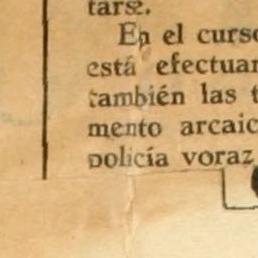 tarse.
En el curso
está efectuan
también las t
mento arcaic
policía voraz